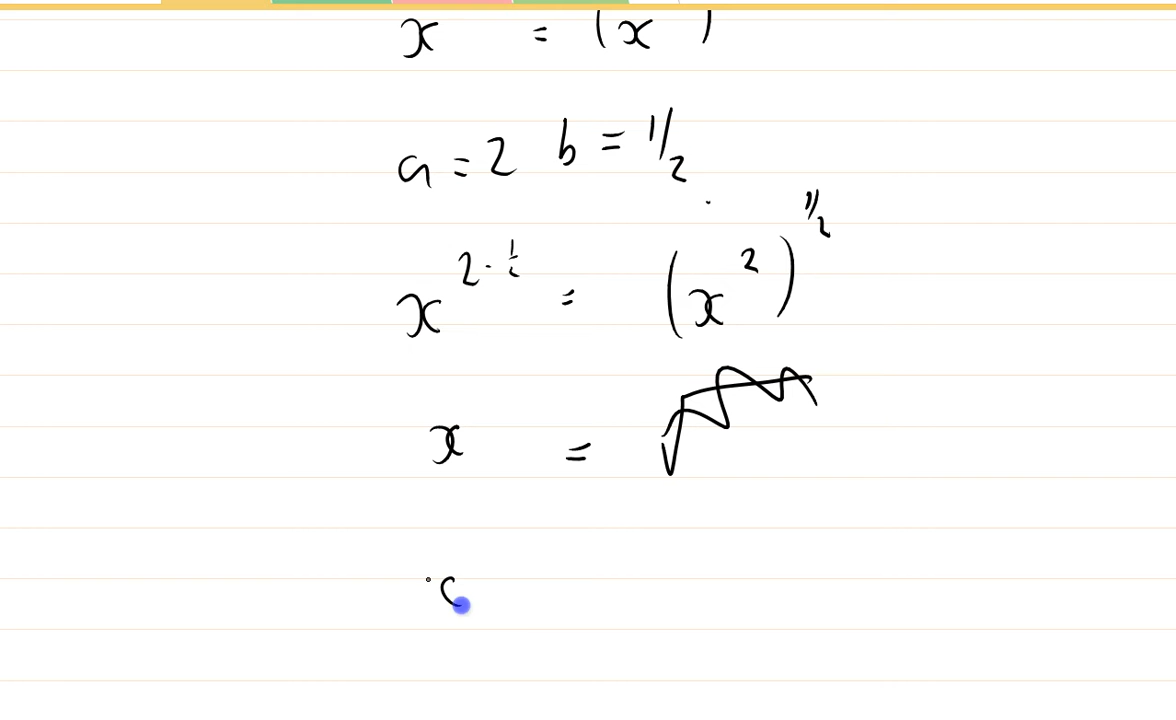 x = (x )
a = 2 b = 1/2
x^{2·1/2} = (x^2)^{1/2}
x = √